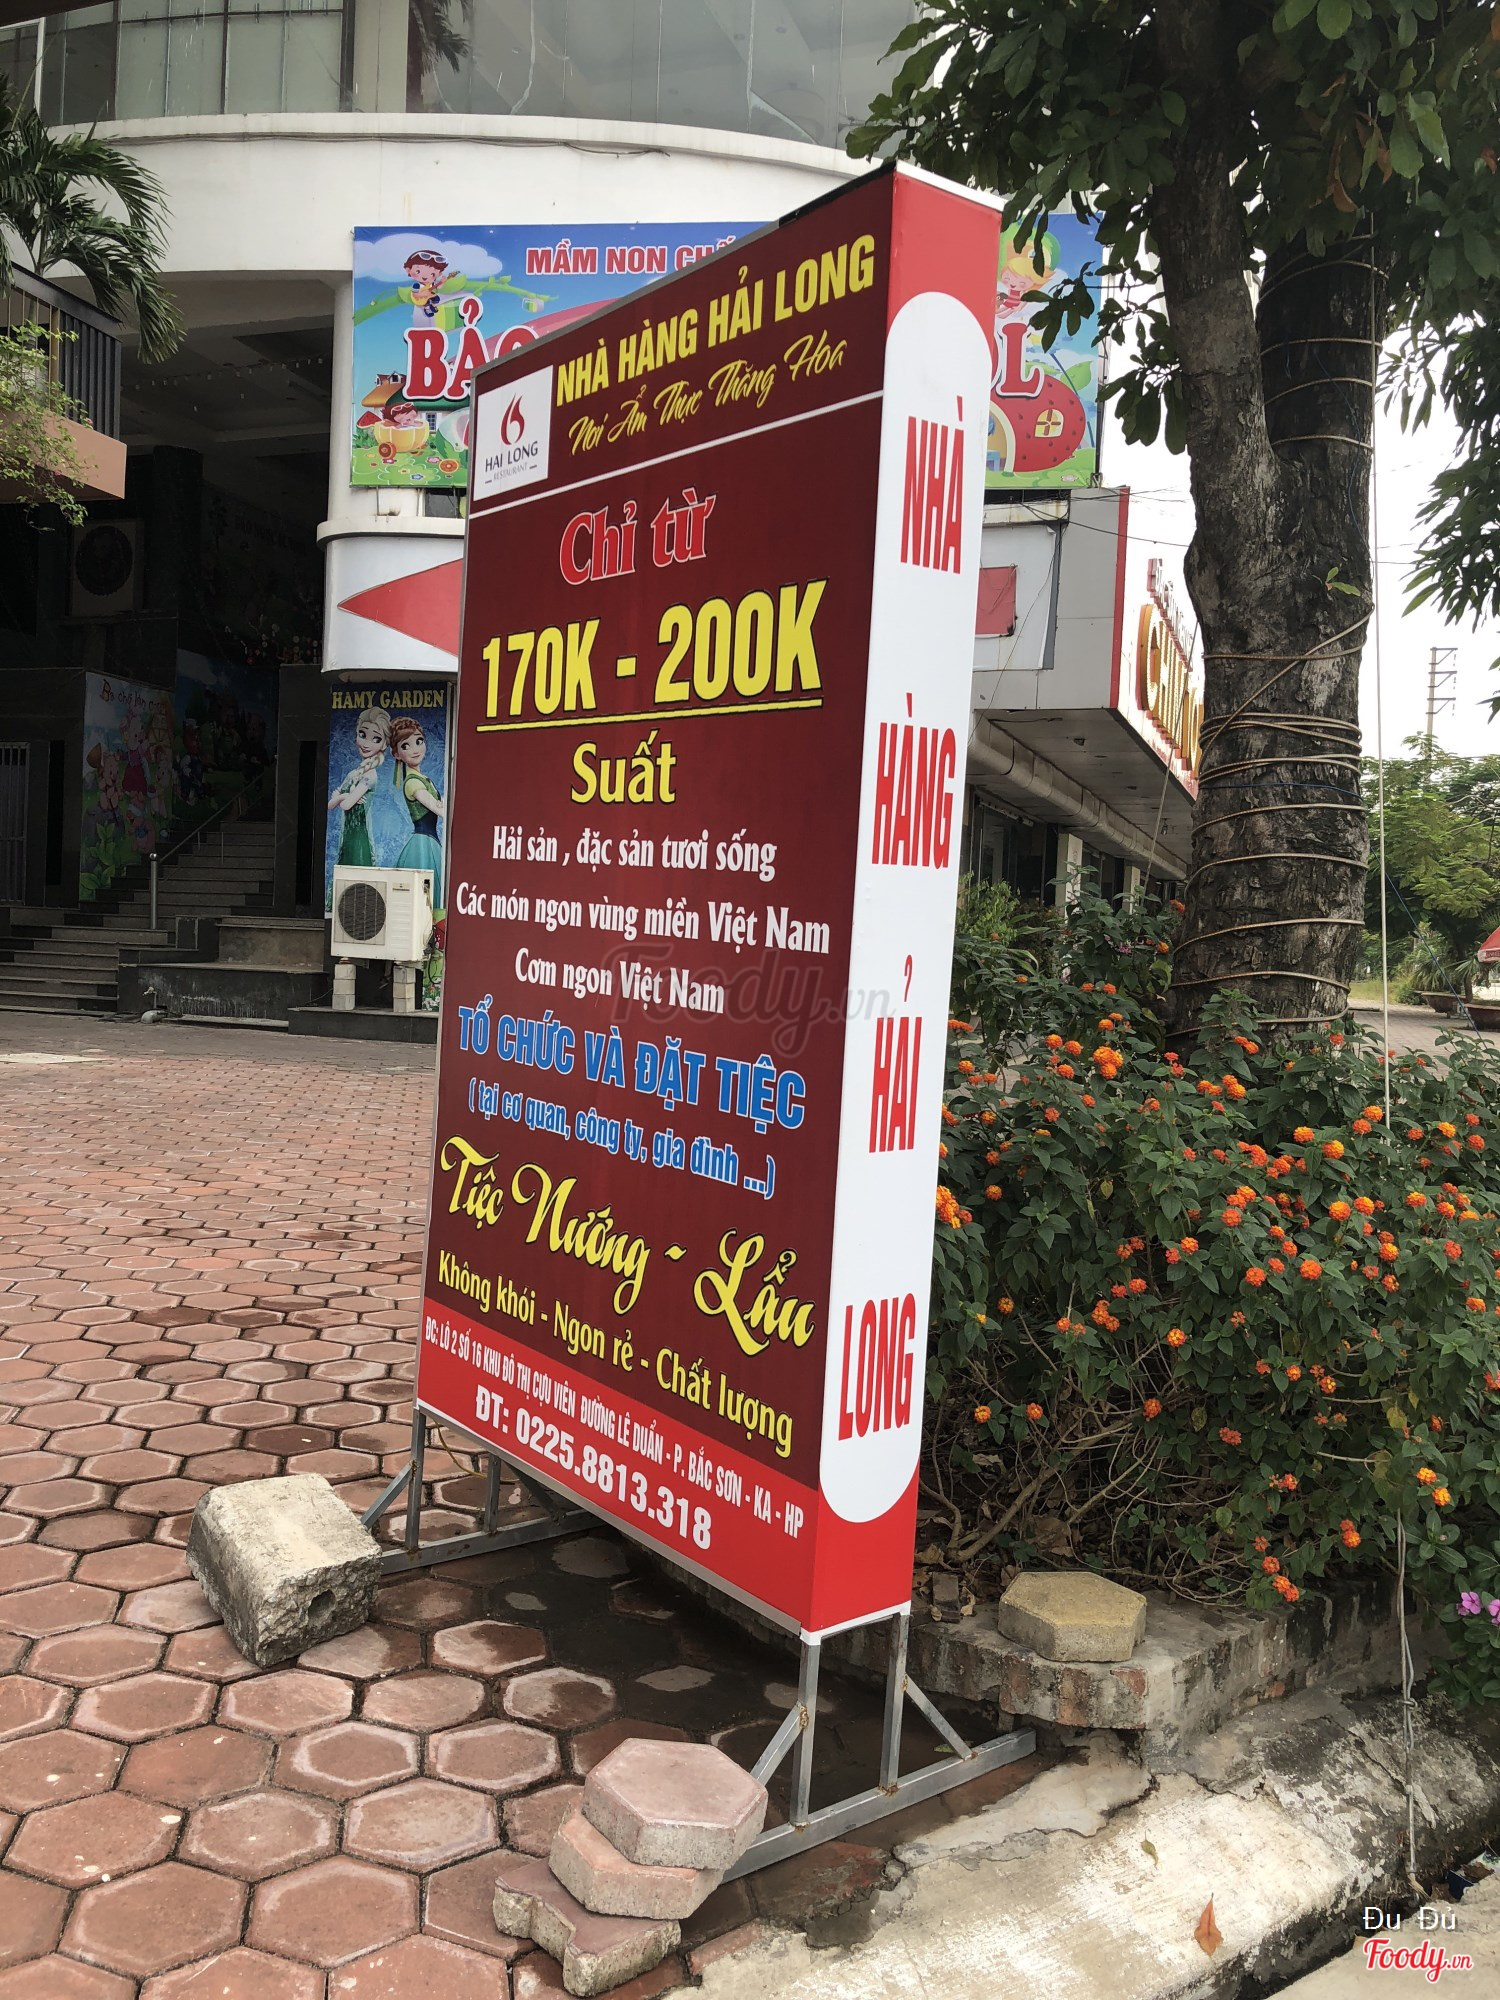 MẦM NON
BẢO
NHÀ HÀNG HẢI LONG
Nơi Ẩm Thực Thăng Hoa
HAI LONG
RESTAURANT
Chỉ từ
170K - 200K
Suất
Hải sản , đặc sản tươi sống
Các món ngon vùng miền Việt Nam
Cơm ngon Việt Nam
TỔ CHỨC VÀ ĐẶT TIỆC
( tại cơ quan, công ty, gia đình ...)
Tiệc Nướng - Lẩu
Không khói - Ngon rẻ - Chất lượng
ĐC: LÔ 2 SỐ 16 KHU ĐÔ THỊ CỰU VIÊN ĐƯỜNG LÊ DUẨN - P. BẮC SƠN - KA - HP
ĐT: 0225.8813.318
NHÀ
HÀNG
HẢI
LONG
HAMY GARDEN
Foody.vn
Đu Đủ
Foody.vn